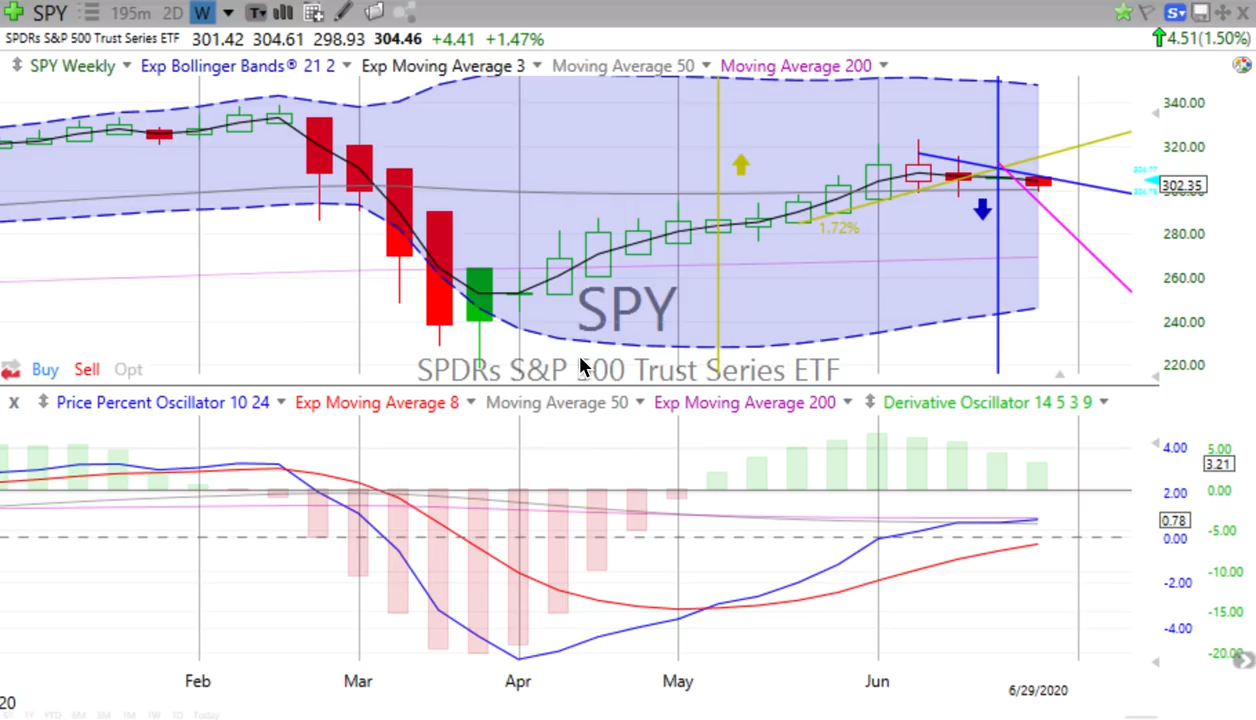 SPY 195m 2D W T S
SPDRs S&P 500 Trust Series ETF 301.42 304.61 298.93 304.46 +4.41 +1.47% 4.51(1.50%)
SPY Weekly Exp Bollinger Bands® 21 2 Exp Moving Average 3 Moving Average 50 Moving Average 200
340.00
320.00
302.35
300.00
280.00
1.72%
260.00
SPY
240.00
220.00
Buy Sell Opt
SPDRs S&P 500 Trust Series ETF
X Price Percent Oscillator 10 24 Exp Moving Average 8 Moving Average 50 Exp Moving Average 200 Derivative Oscillator 14 5 3 9
4.00 5.00
3.21
2.00 0.00
0.78
0.00 -5.00
-2.00 -10.00
-15.00
-4.00
-20.00
Feb Mar Apr May Jun
6/29/2020
20
YTD Today